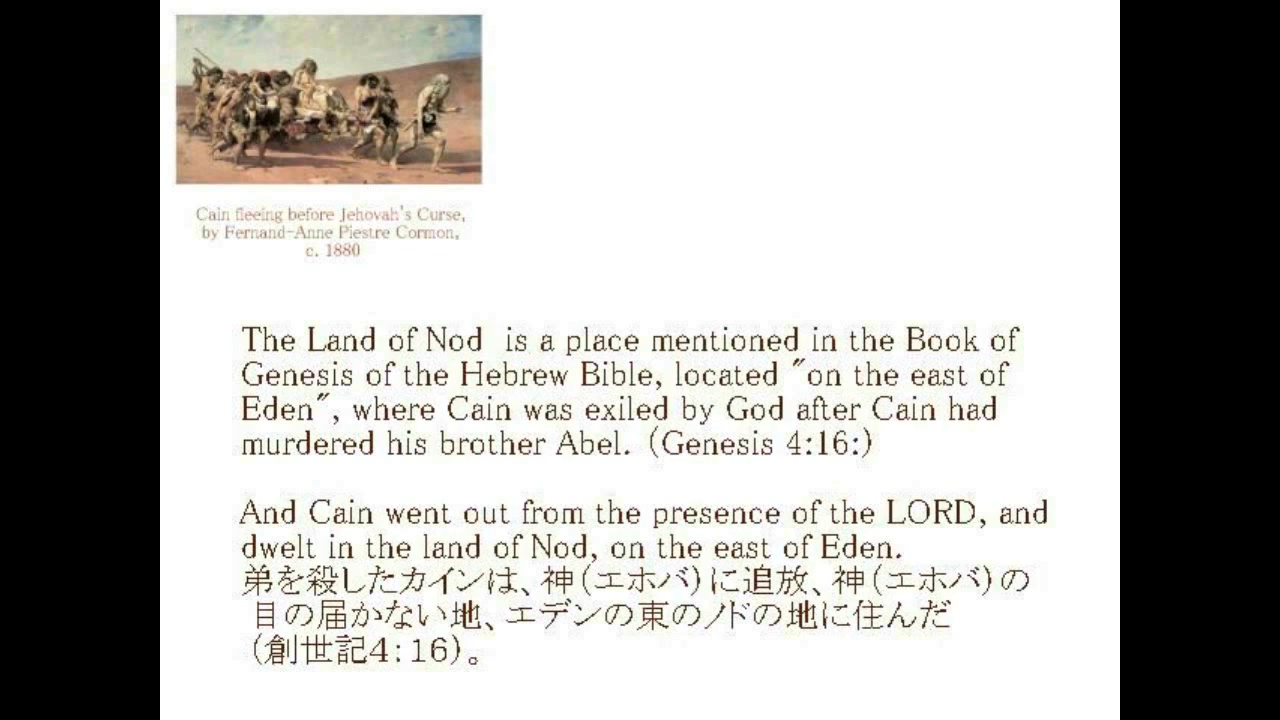 Cain fleeing before Jehovah's Curse,
by Fernand-Anne Piestre Cormon,
c. 1880
The Land of Nod is a place mentioned in the Book of
Genesis of the Hebrew Bible, located "on the east of
Eden", where Cain was exiled by God after Cain had
murdered his brother Abel. (Genesis 4:16:)
And Cain went out from the presence of the LORD, and
dwelt in the land of Nod, on the east of Eden.
弟を殺したカインは、神(エホバ)に追放、神(エホバ)の
目の届かない地、エデンの東のノドの地に住んだ
(創世記4:16)。